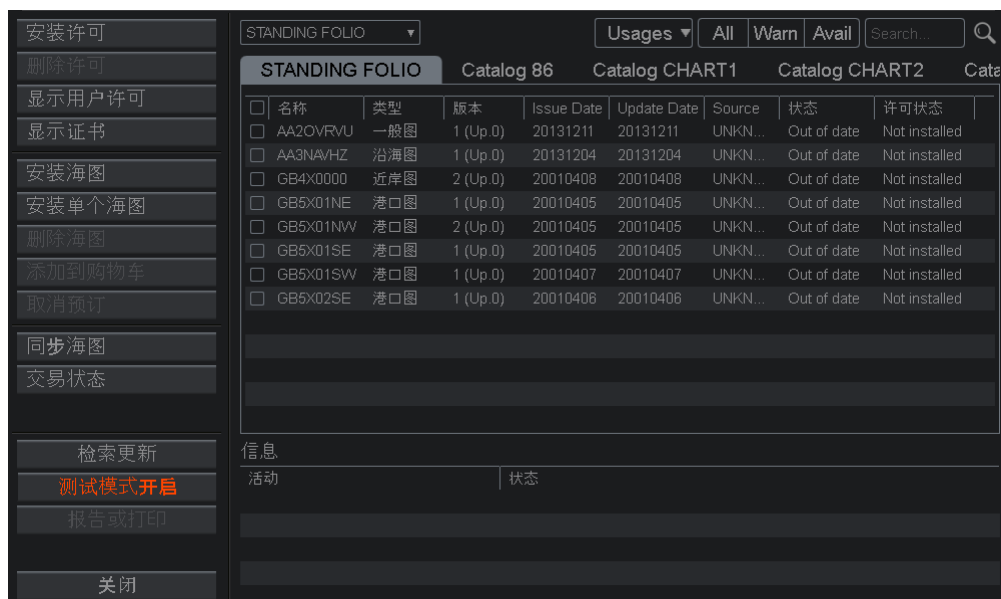 安装许可
删除许可
显示用户许可
显示证书
安装海图
安装单个海图
删除海图
添加到购物车
取消预订
同步海图
交易状态
检索更新
测试模式开启
报告或打印
关闭
STANDING FOLIO ▼ Usages ▼ All Warn Avail Search...
STANDING FOLIO Catalog 86 Catalog CHART1 Catalog CHART2 Cata
名称 类型 版本 Issue Date Update Date Source 状态 许可状态
AA2OVRVU 一般图 1 (Up.0) 20131211 20131211 UNKN... Out of date Not installed
AA3NAVHZ 沿海图 1 (Up.0) 20131204 20131204 UNKN... Out of date Not installed
GB4X0000 近岸图 2 (Up.0) 20010408 20010408 UNKN... Out of date Not installed
GB5X01NE 港口图 1 (Up.0) 20010405 20010405 UNKN... Out of date Not installed
GB5X01NW 港口图 2 (Up.0) 20010405 20010405 UNKN... Out of date Not installed
GB5X01SE 港口图 1 (Up.0) 20010405 20010405 UNKN... Out of date Not installed
GB5X01SW 港口图 1 (Up.0) 20010407 20010407 UNKN... Out of date Not installed
GB5X02SE 港口图 1 (Up.0) 20010406 20010406 UNKN... Out of date Not installed
信息
活动 状态